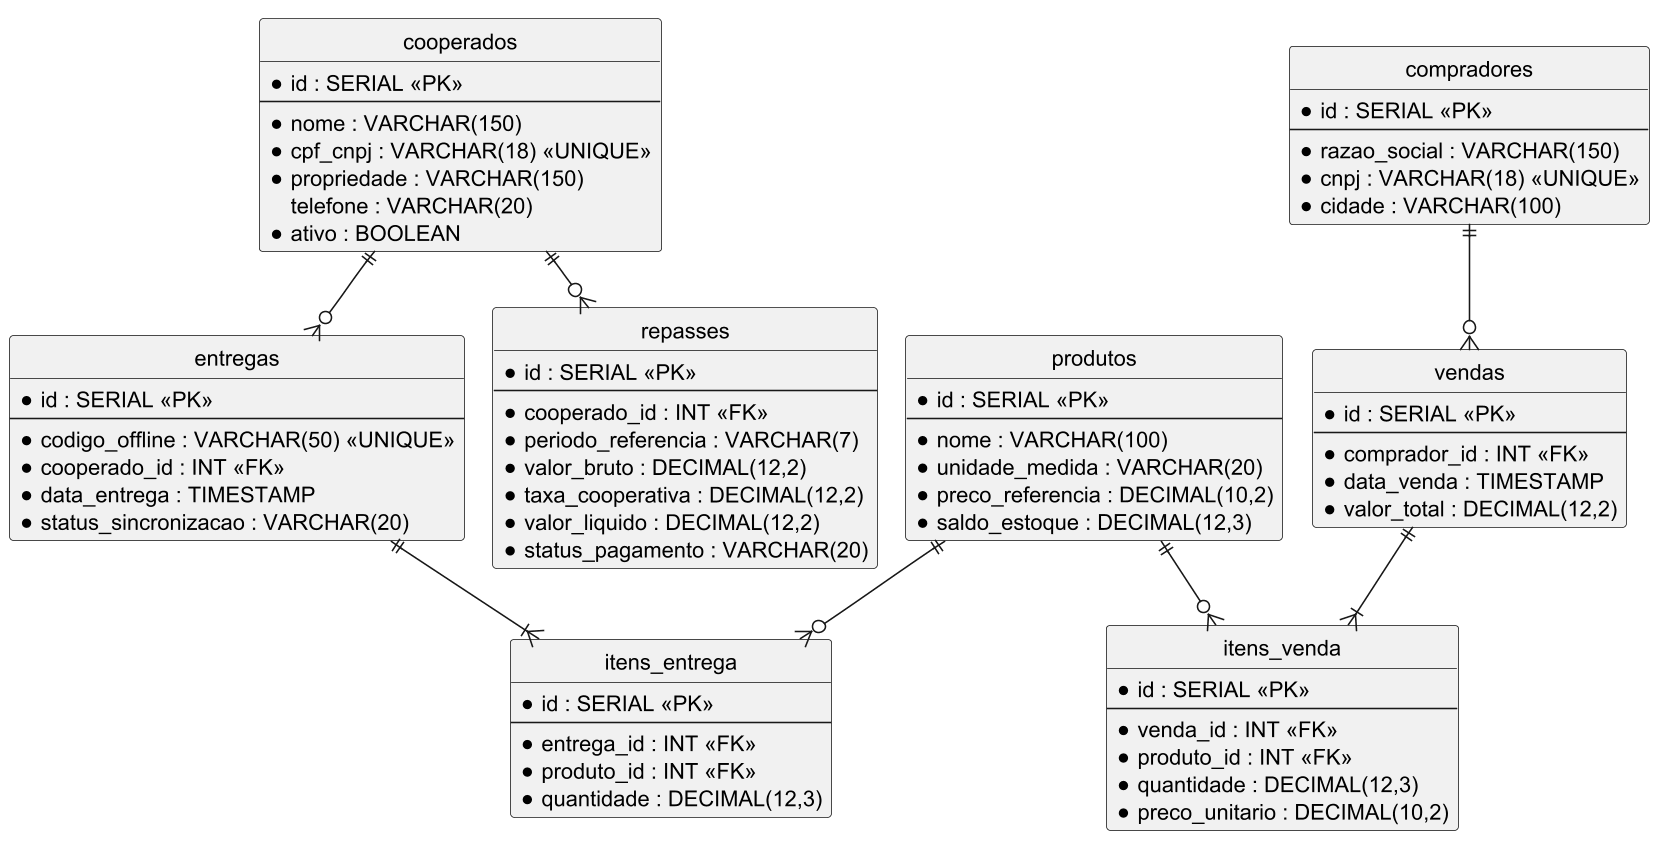 cooperados
● id : SERIAL «PK»
● nome : VARCHAR(150)
● cpf_cnpj : VARCHAR(18) «UNIQUE»
● propriedade : VARCHAR(150)
telefone : VARCHAR(20)
● ativo : BOOLEAN
compradores
● id : SERIAL «PK»
● razao_social : VARCHAR(150)
● cnpj : VARCHAR(18) «UNIQUE»
● cidade : VARCHAR(100)
entregas
● id : SERIAL «PK»
● codigo_offline : VARCHAR(50) «UNIQUE»
● cooperado_id : INT «FK»
● data_entrega : TIMESTAMP
● status_sincronizacao : VARCHAR(20)
repasses
● id : SERIAL «PK»
● cooperado_id : INT «FK»
● periodo_referencia : VARCHAR(7)
● valor_bruto : DECIMAL(12,2)
● taxa_cooperativa : DECIMAL(12,2)
● valor_liquido : DECIMAL(12,2)
● status_pagamento : VARCHAR(20)
produtos
● id : SERIAL «PK»
● nome : VARCHAR(100)
● unidade_medida : VARCHAR(20)
● preco_referencia : DECIMAL(10,2)
● saldo_estoque : DECIMAL(12,3)
vendas
● id : SERIAL «PK»
● comprador_id : INT «FK»
● data_venda : TIMESTAMP
● valor_total : DECIMAL(12,2)
itens_entrega
● id : SERIAL «PK»
● entrega_id : INT «FK»
● produto_id : INT «FK»
● quantidade : DECIMAL(12,3)
itens_venda
● id : SERIAL «PK»
● venda_id : INT «FK»
● produto_id : INT «FK»
● quantidade : DECIMAL(12,3)
● preco_unitario : DECIMAL(10,2)